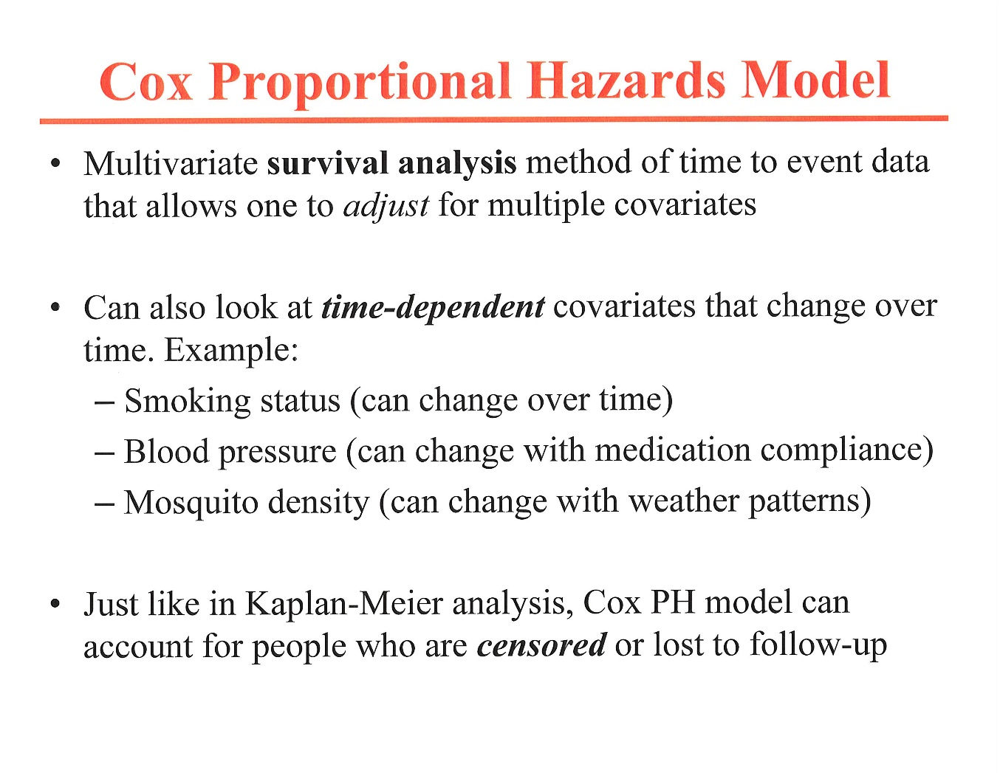 Cox Proportional Hazards Model
• Multivariate survival analysis method of time to event data
that allows one to adjust for multiple covariates
• Can also look at time-dependent covariates that change over
time. Example:
– Smoking status (can change over time)
– Blood pressure (can change with medication compliance)
– Mosquito density (can change with weather patterns)
• Just like in Kaplan-Meier analysis, Cox PH model can
account for people who are censored or lost to follow-up